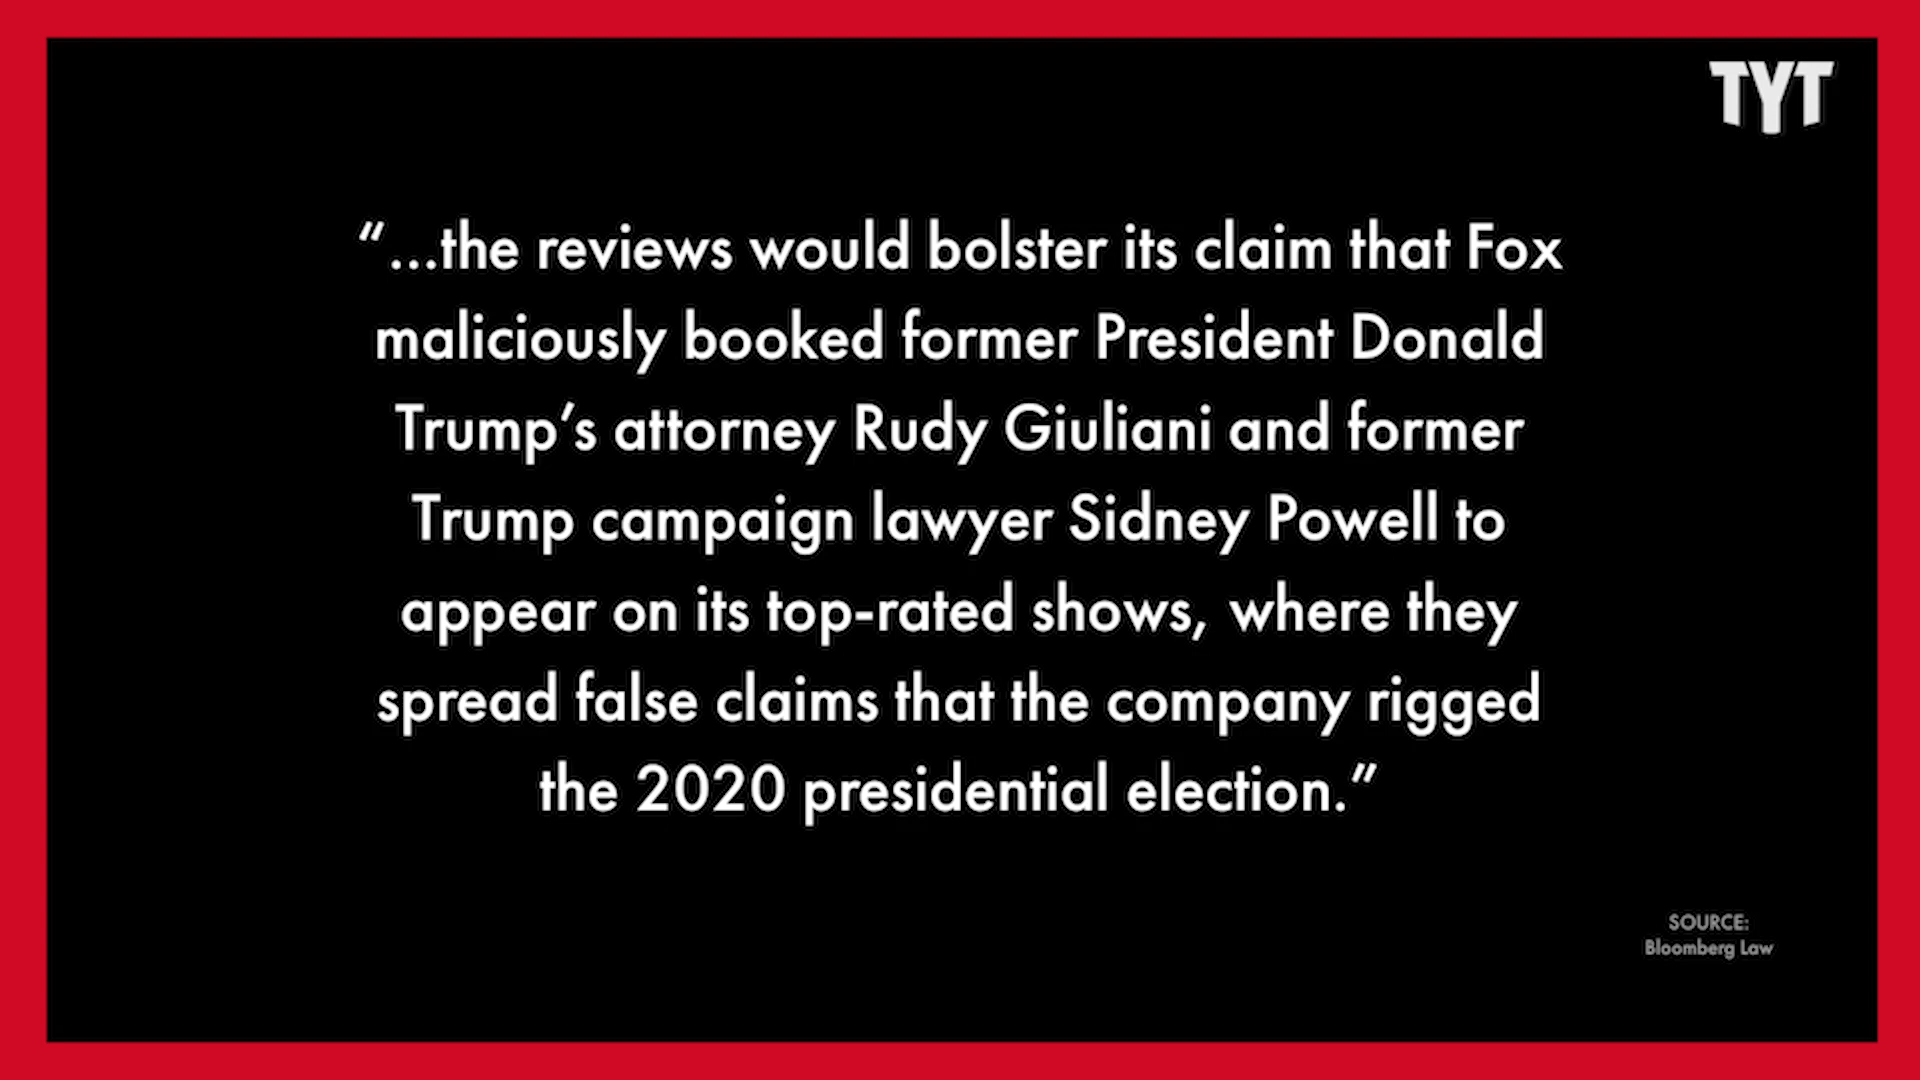 TYT
“...the reviews would bolster its claim that Fox
maliciously booked former President Donald
Trump’s attorney Rudy Giuliani and former
Trump campaign lawyer Sidney Powell to
appear on its top-rated shows, where they
spread false claims that the company rigged
the 2020 presidential election.”
SOURCE:
Bloomberg Law